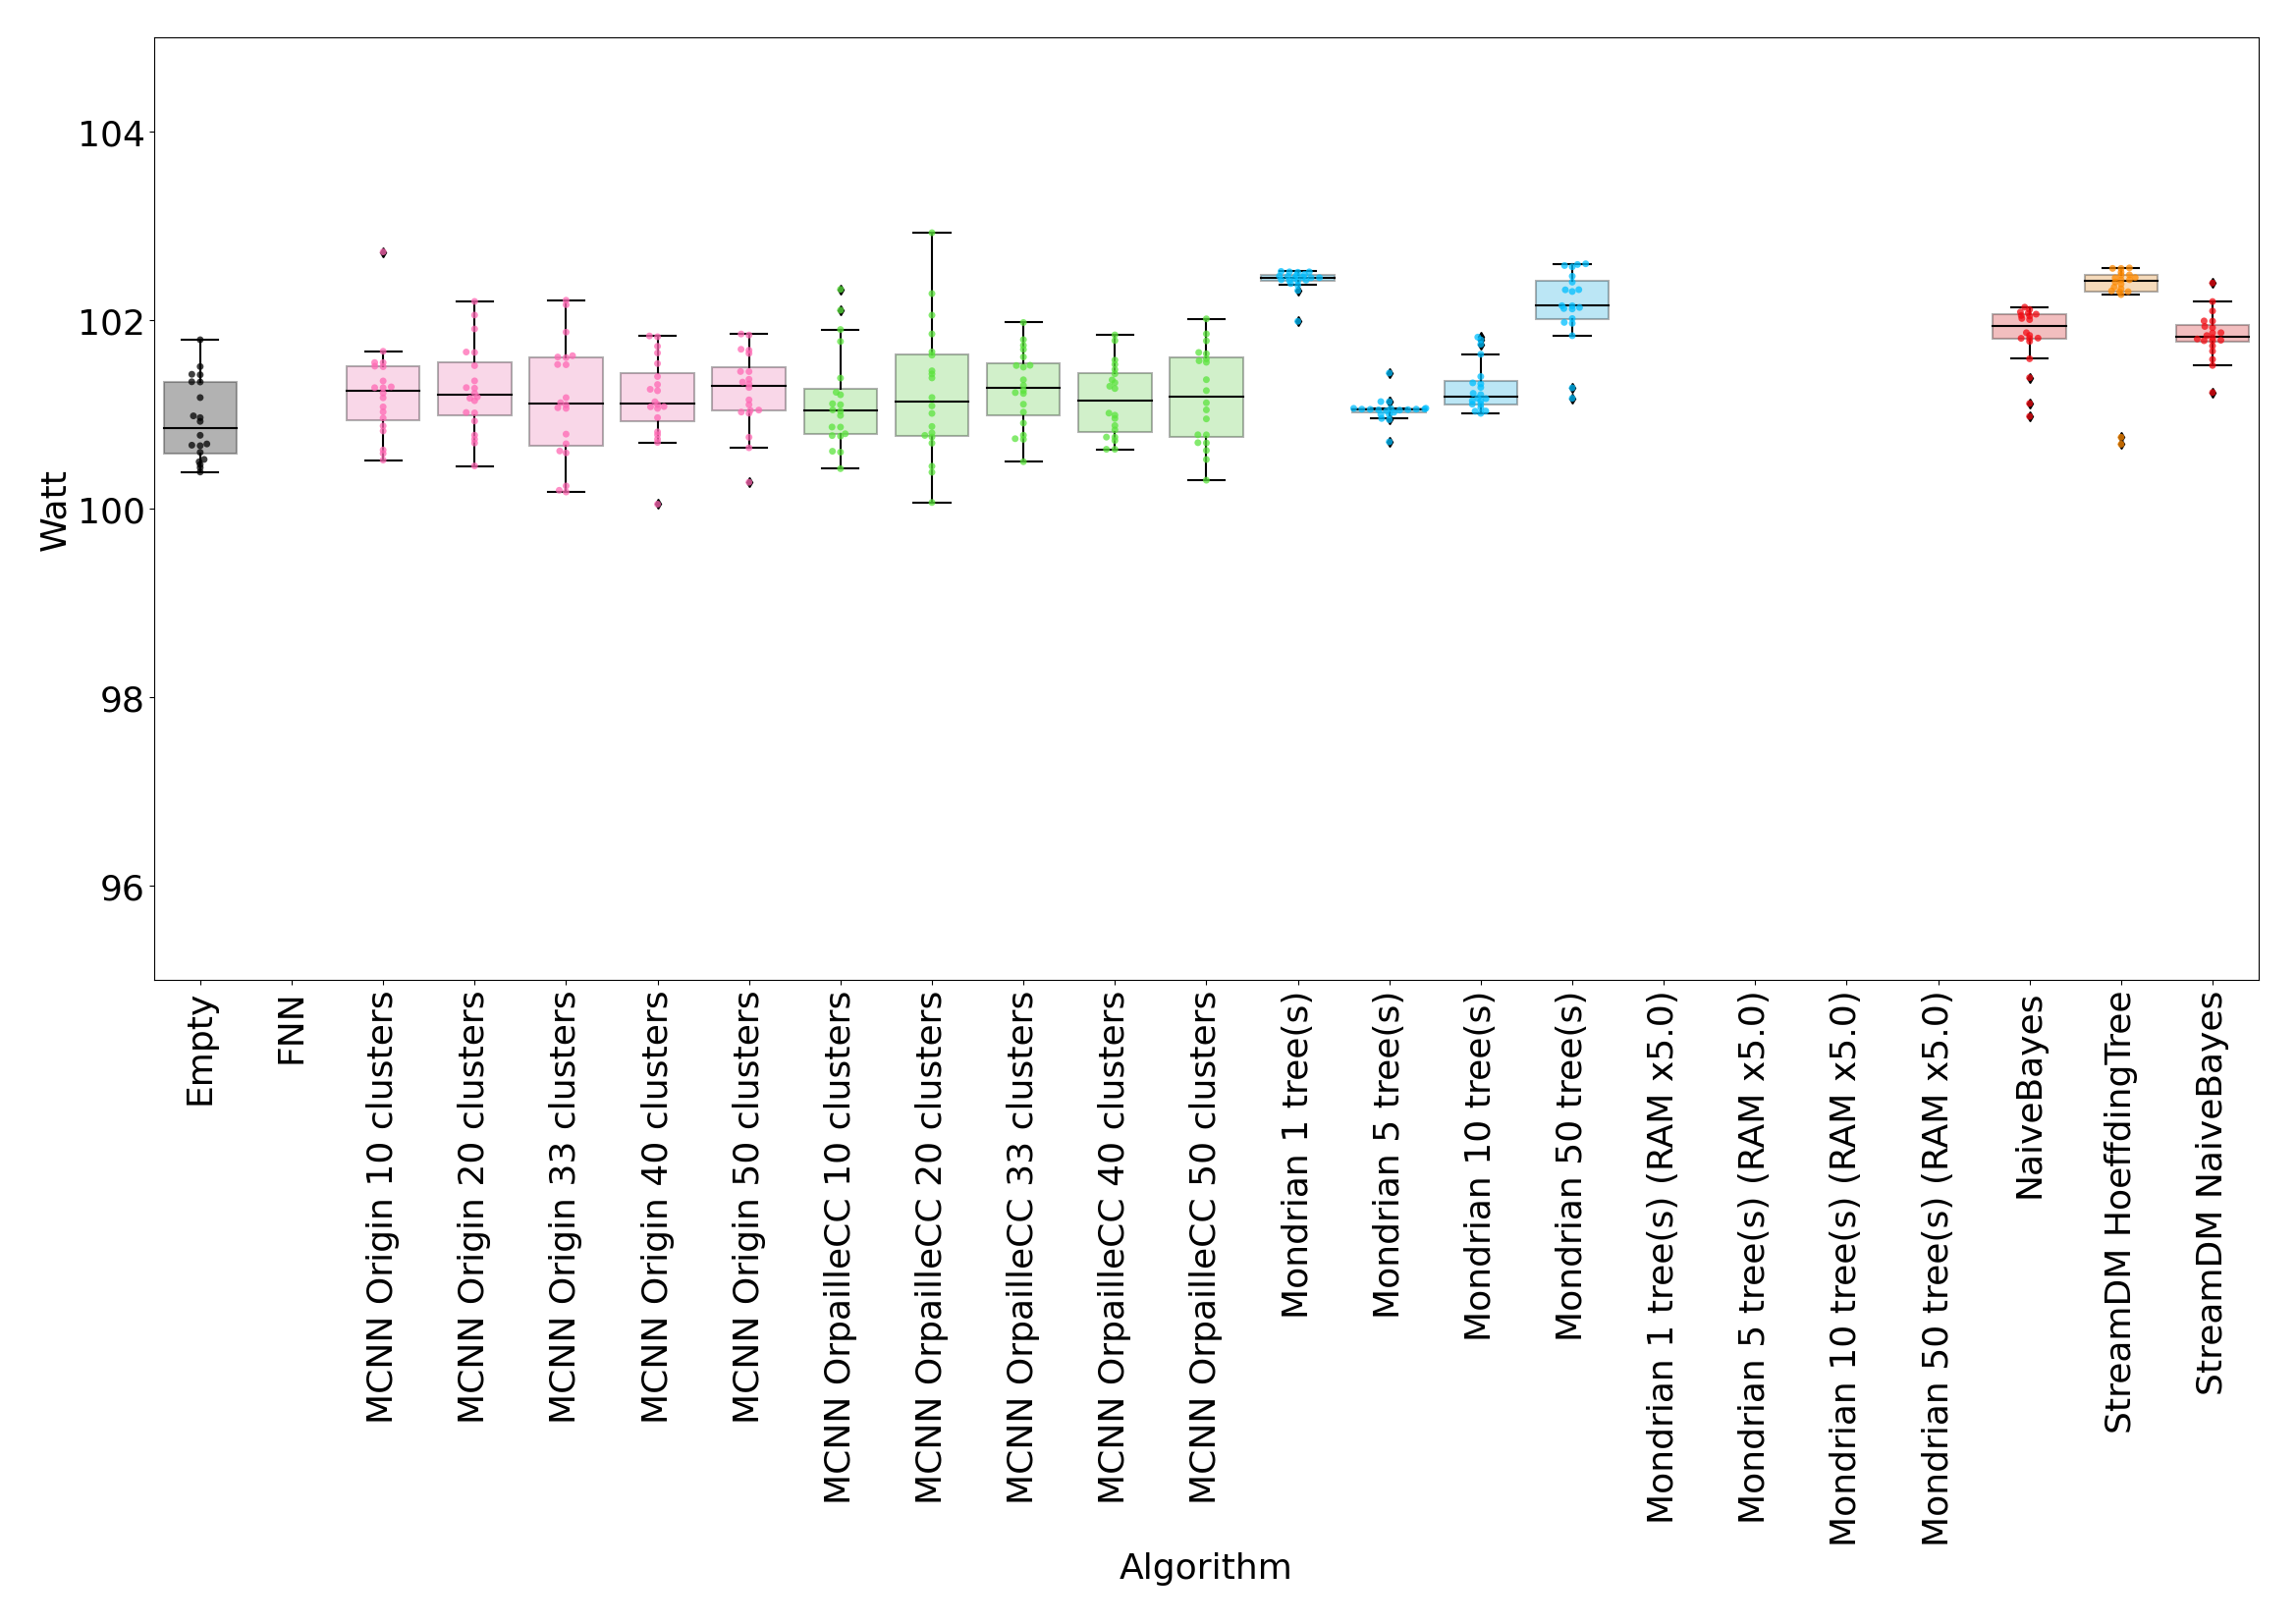 104
102
100
98
96
Watt
Empty
FNN
MCNN Origin 10 clusters
MCNN Origin 20 clusters
MCNN Origin 33 clusters
MCNN Origin 40 clusters
MCNN Origin 50 clusters
MCNN OrpailleCC 10 clusters
MCNN OrpailleCC 20 clusters
MCNN OrpailleCC 33 clusters
MCNN OrpailleCC 40 clusters
MCNN OrpailleCC 50 clusters
Mondrian 1 tree(s)
Mondrian 5 tree(s)
Mondrian 10 tree(s)
Mondrian 50 tree(s)
Mondrian 1 tree(s) (RAM x5.0)
Mondrian 5 tree(s) (RAM x5.0)
Mondrian 10 tree(s) (RAM x5.0)
Mondrian 50 tree(s) (RAM x5.0)
NaiveBayes
StreamDM HoeffdingTree
StreamDM NaiveBayes
Algorithm